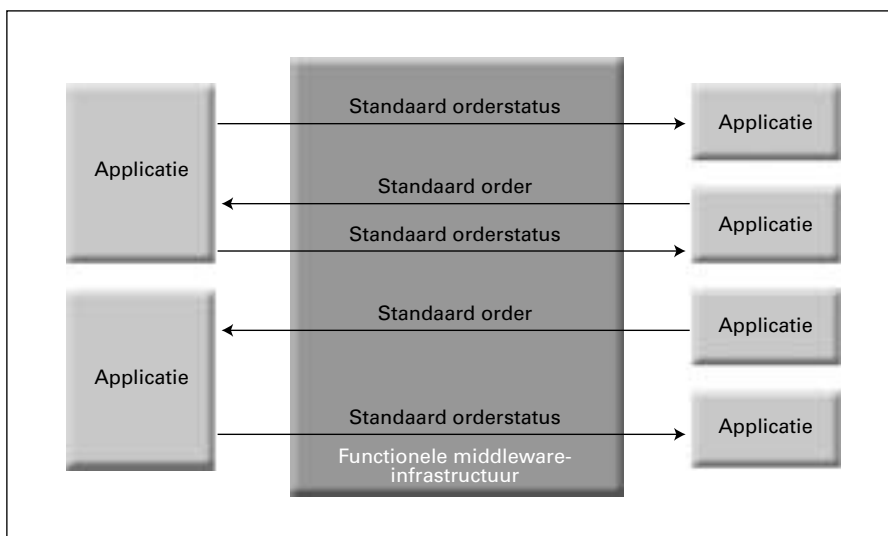 Standaard orderstatus
Applicatie
Applicatie
Standaard order
Applicatie
Standaard orderstatus
Standaard order
Applicatie
Applicatie
Standaard orderstatus
Applicatie
Functionele middleware-
infrastructuur